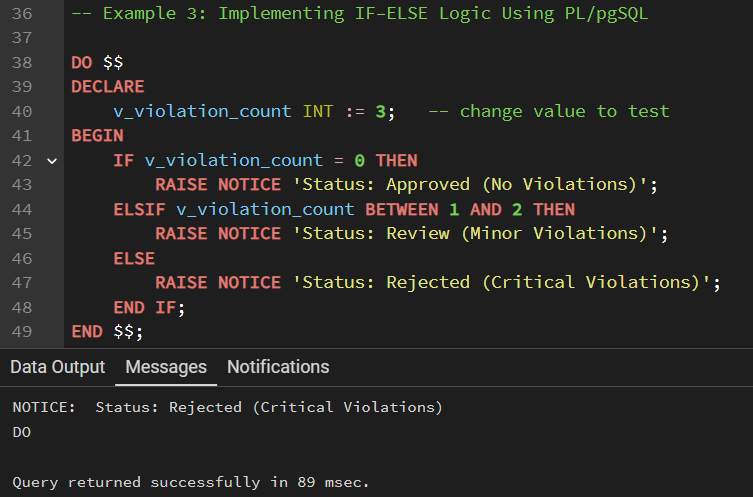 36 -- Example 3: Implementing IF-ELSE Logic Using PL/pgSQL
37
38 DO $$
39 DECLARE
40     v_violation_count INT := 3;   -- change value to test
41 BEGIN
42     IF v_violation_count = 0 THEN
43         RAISE NOTICE 'Status: Approved (No Violations)';
44     ELSIF v_violation_count BETWEEN 1 AND 2 THEN
45         RAISE NOTICE 'Status: Review (Minor Violations)';
46     ELSE
47         RAISE NOTICE 'Status: Rejected (Critical Violations)';
48     END IF;
49 END $$;
Data Output Messages Notifications
NOTICE:  Status: Rejected (Critical Violations)
DO
Query returned successfully in 89 msec.